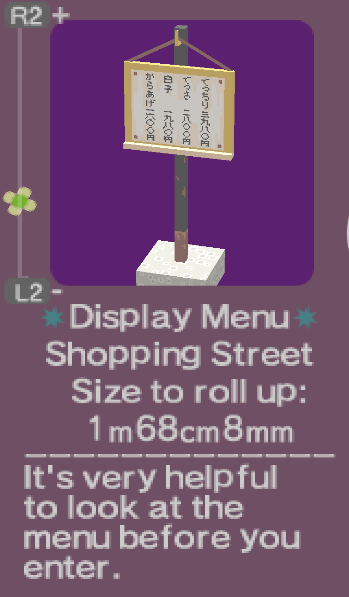 R2 +
てっちり 三九八〇円
てっさ 二八〇〇円
白子 一九八〇円
からあげ 一六〇〇円
L2 -
Display Menu
Shopping Street
Size to roll up:
1m68cm8mm
It's very helpful
to look at the
menu before you
enter.